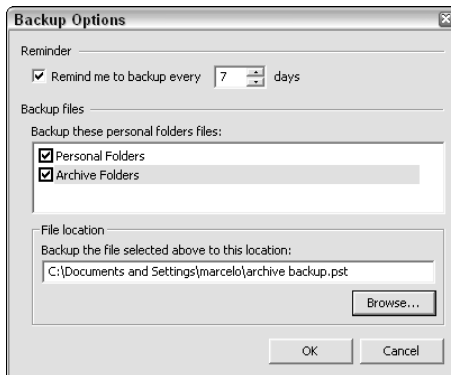 Backup Options
Reminder
Remind me to backup every 7 days
Backup files
Backup these personal folders files:
Personal Folders
Archive Folders
File location
Backup the file selected above to this location:
C:\Documents and Settings\marcelo\archive backup.pst
Browse...
OK Cancel